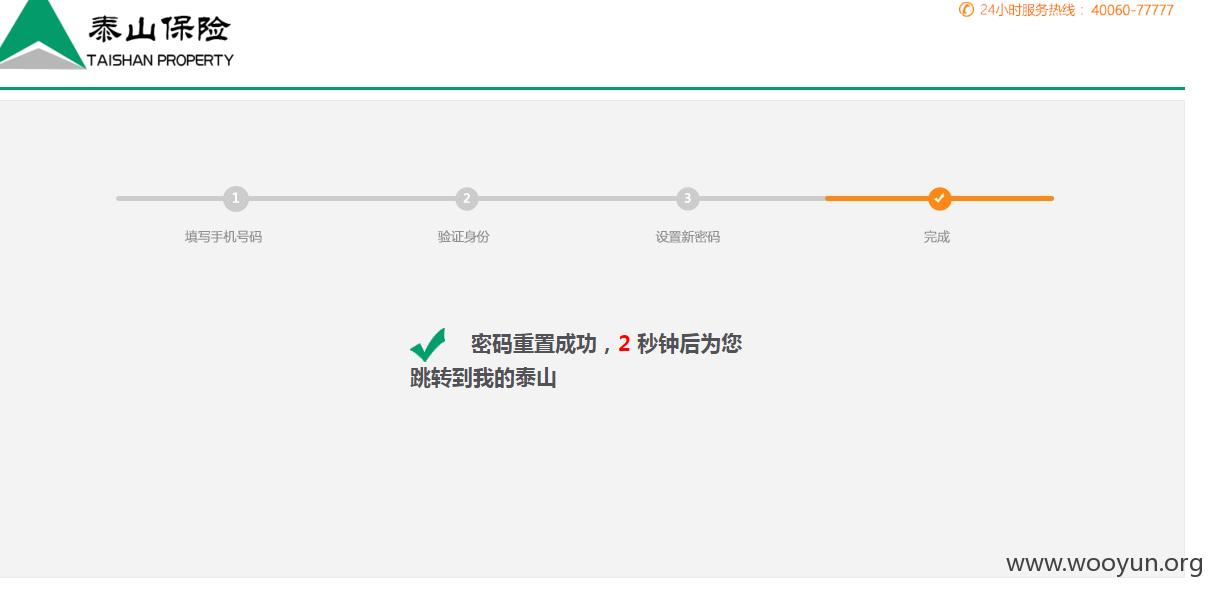 泰山保险
TAISHAN PROPERTY
24小时服务热线： 40060-77777
1
2
3
填写手机号码
验证身份
设置新密码
完成
密码重置成功，2 秒钟后为您
跳转到我的泰山
www.wooyun.org